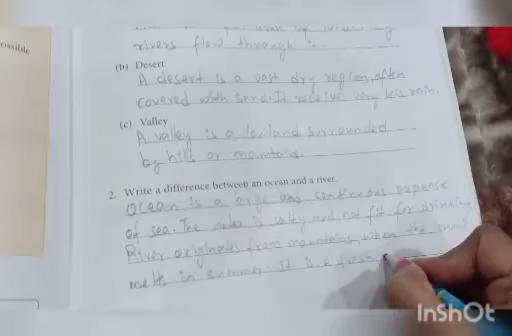 ossible
rivers flow through it.
(b) Desert
A desert is a vast dry region, often
covered with sand. It receives very less rain.
(c) Valley
A valley is a lowland surrounded
by hills or mountains
2. Write a difference between an ocean and a river.
Ocean is a large and continuous expanse
of sea. The water is salty and not fit for drinking
River originates from mountains, when the snow
melts in summer. It is a fresh
InShOt